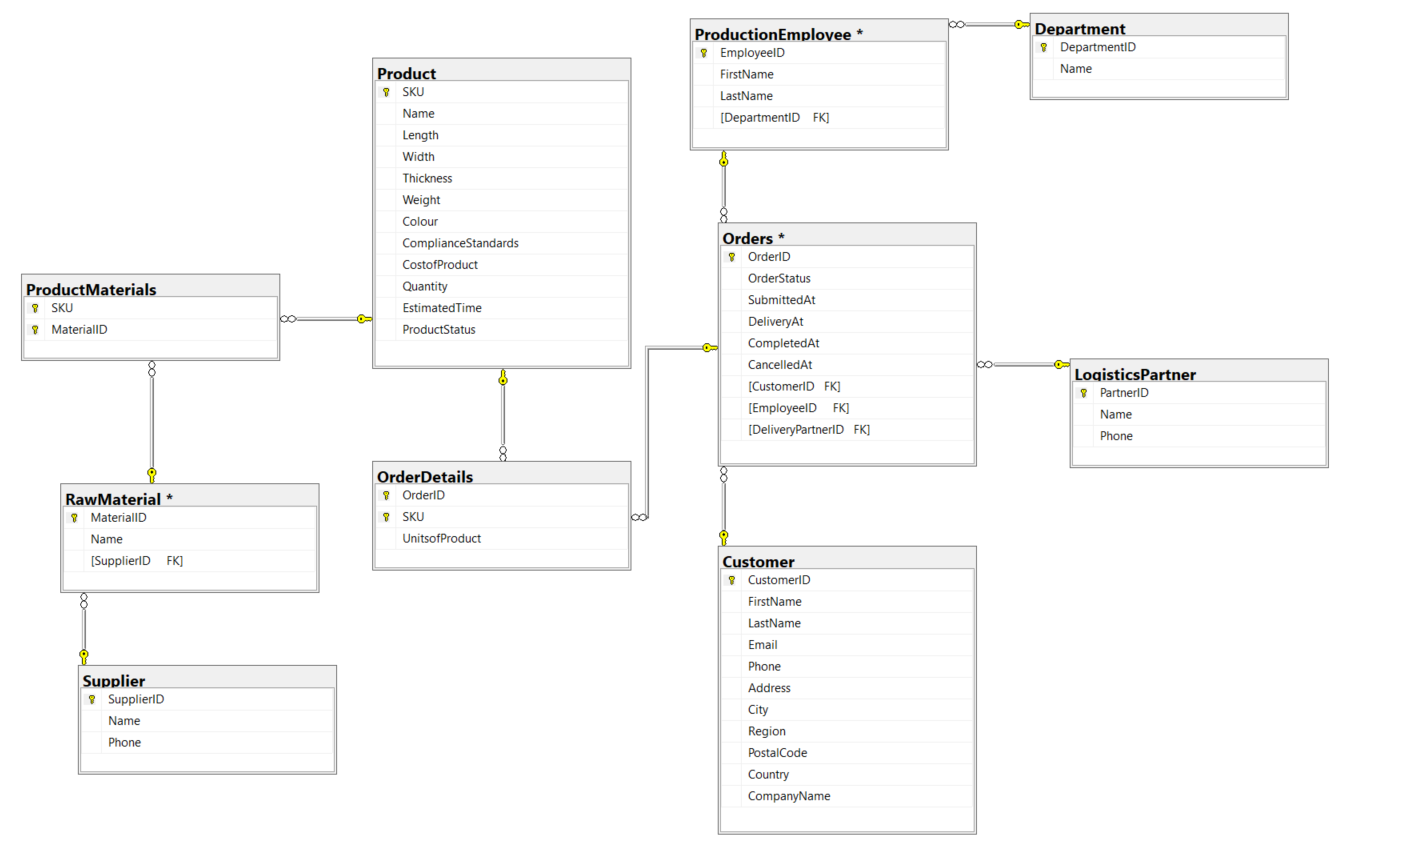 Product
SKU
Name
Length
Width
Thickness
Weight
Colour
ComplianceStandards
CostofProduct
Quantity
EstimatedTime
ProductStatus
ProductionEmployee *
EmployeeID
FirstName
LastName
[DepartmentID    FK]
Department
DepartmentID
Name
ProductMaterials
SKU
MaterialID
Orders *
OrderID
OrderStatus
SubmittedAt
DeliveryAt
CompletedAt
CancelledAt
[CustomerID   FK]
[EmployeeID     FK]
[DeliveryPartnerID   FK]
LogisticsPartner
PartnerID
Name
Phone
RawMaterial *
MaterialID
Name
[SupplierID     FK]
OrderDetails
OrderID
SKU
UnitsofProduct
Supplier
SupplierID
Name
Phone
Customer
CustomerID
FirstName
LastName
Email
Phone
Address
City
Region
PostalCode
Country
CompanyName